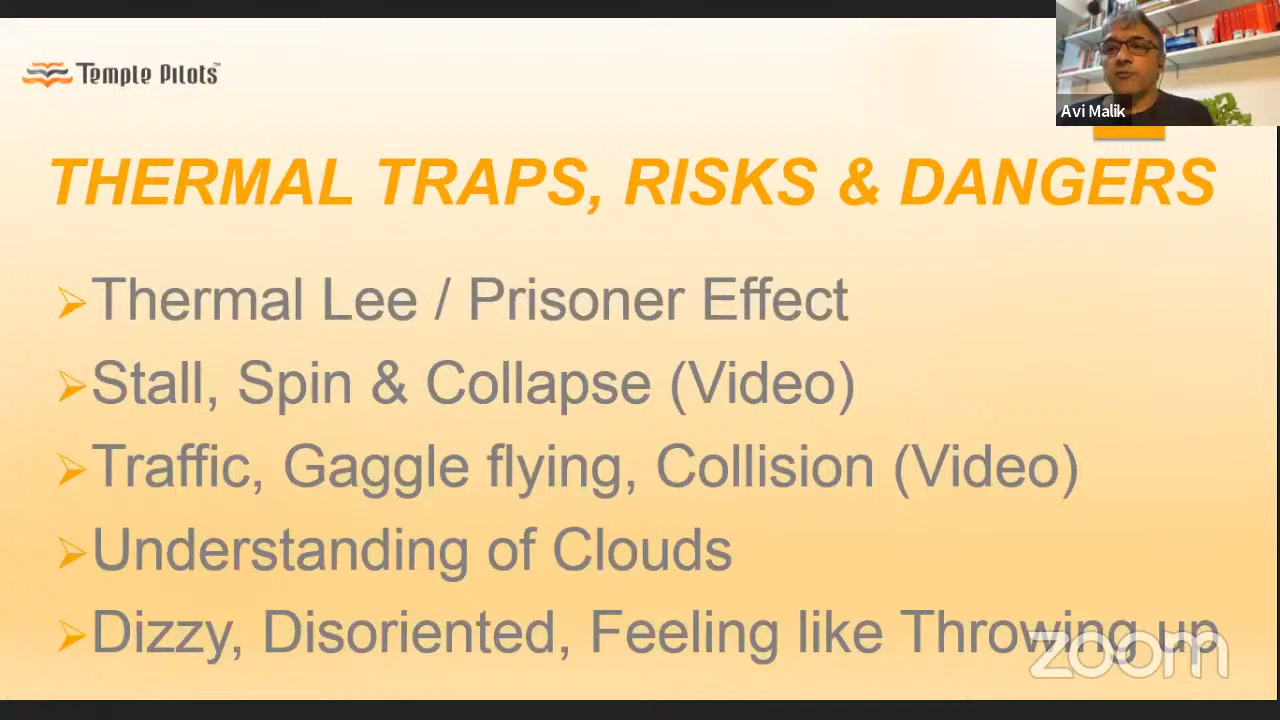 Temple Pilots™
Avi Malik
THERMAL TRAPS, RISKS & DANGERS
➢Thermal Lee / Prisoner Effect
➢Stall, Spin & Collapse (Video)
➢Traffic, Gaggle flying, Collision (Video)
➢Understanding of Clouds
➢Dizzy, Disoriented, Feeling like Throwing up
zoom